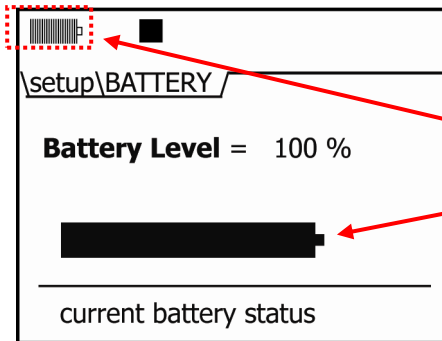 \setup\BATTERY /
Battery Level = 100 %
current battery status